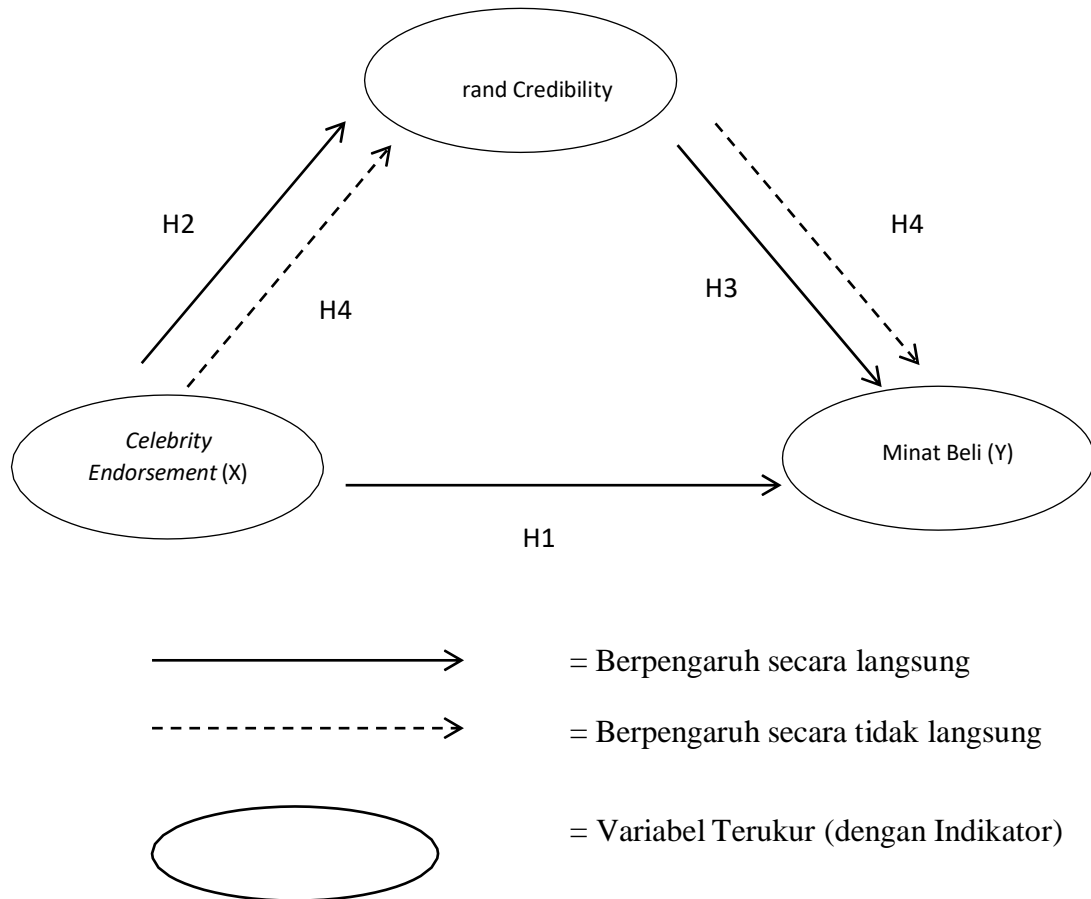 rand Credibility
H2
H4
H4
H3
Celebrity
Endorsement (X)
Minat Beli (Y)
H1
= Berpengaruh secara langsung
= Berpengaruh secara tidak langsung
= Variabel Terukur (dengan Indikator)